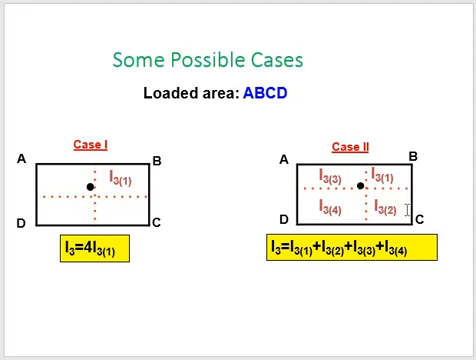 Some Possible Cases
Loaded area: ABCD
Case I
A B
I3(1)
D C
I3=4I3(1)
Case II
A B
I3(3) I3(1)
I3(4) I3(2)
D C
I3=I3(1)+I3(2)+I3(3)+I3(4)